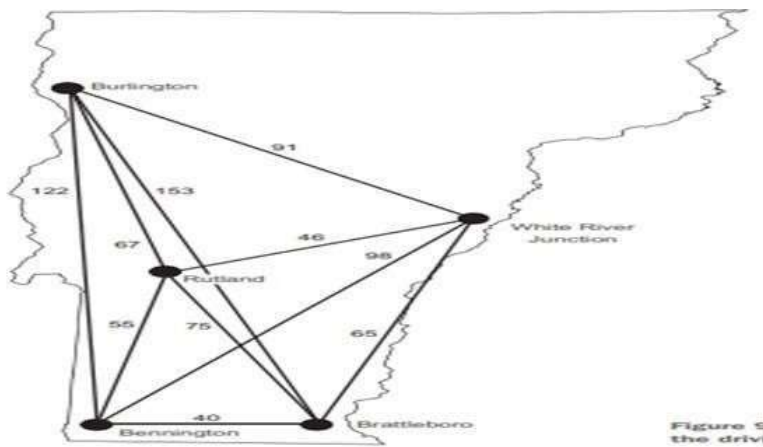 Burlington
91
122
153
White River
Junction
46
67
98
Rutland
55
75
65
40
Bennington
Brattleboro
Figure 9
the driv